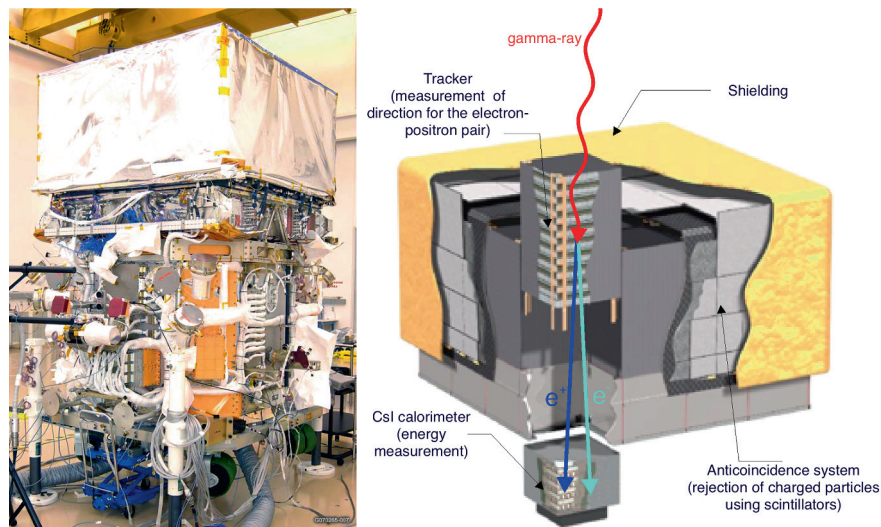 gamma-ray
Tracker
(measurement of
direction for the electron-
positron pair)
Shielding
e+
e
CsI calorimeter
(energy
measurement)
Anticoincidence system
(rejection of charged particles
using scintillators)